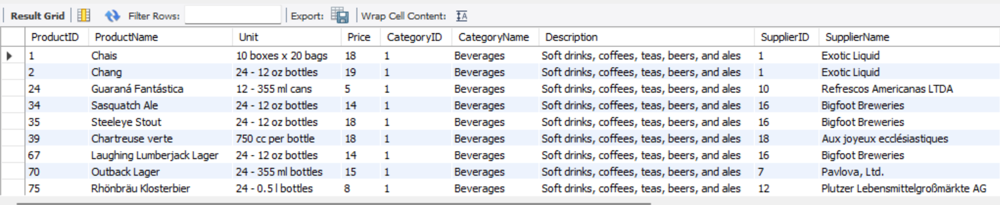 Result Grid Filter Rows: Export: Wrap Cell Content: IA
ProductID ProductName Unit Price CategoryID CategoryName Description SupplierID SupplierName
1 Chais 10 boxes x 20 bags 18 1 Beverages Soft drinks, coffees, teas, beers, and ales 1 Exotic Liquid
2 Chang 24 - 12 oz bottles 19 1 Beverages Soft drinks, coffees, teas, beers, and ales 1 Exotic Liquid
24 Guaraná Fantástica 12 - 355 ml cans 5 1 Beverages Soft drinks, coffees, teas, beers, and ales 10 Refrescos Americanas LTDA
34 Sasquatch Ale 24 - 12 oz bottles 14 1 Beverages Soft drinks, coffees, teas, beers, and ales 16 Bigfoot Breweries
35 Steeleye Stout 24 - 12 oz bottles 18 1 Beverages Soft drinks, coffees, teas, beers, and ales 16 Bigfoot Breweries
39 Chartreuse verte 750 cc per bottle 18 1 Beverages Soft drinks, coffees, teas, beers, and ales 18 Aux joyeux ecclésiastiques
67 Laughing Lumberjack Lager 24 - 12 oz bottles 14 1 Beverages Soft drinks, coffees, teas, beers, and ales 16 Bigfoot Breweries
70 Outback Lager 24 - 355 ml bottles 15 1 Beverages Soft drinks, coffees, teas, beers, and ales 7 Pavlova, Ltd.
75 Rhönbräu Klosterbier 24 - 0.5 l bottles 8 1 Beverages Soft drinks, coffees, teas, beers, and ales 12 Plutzer Lebensmittelgroßmärkte AG